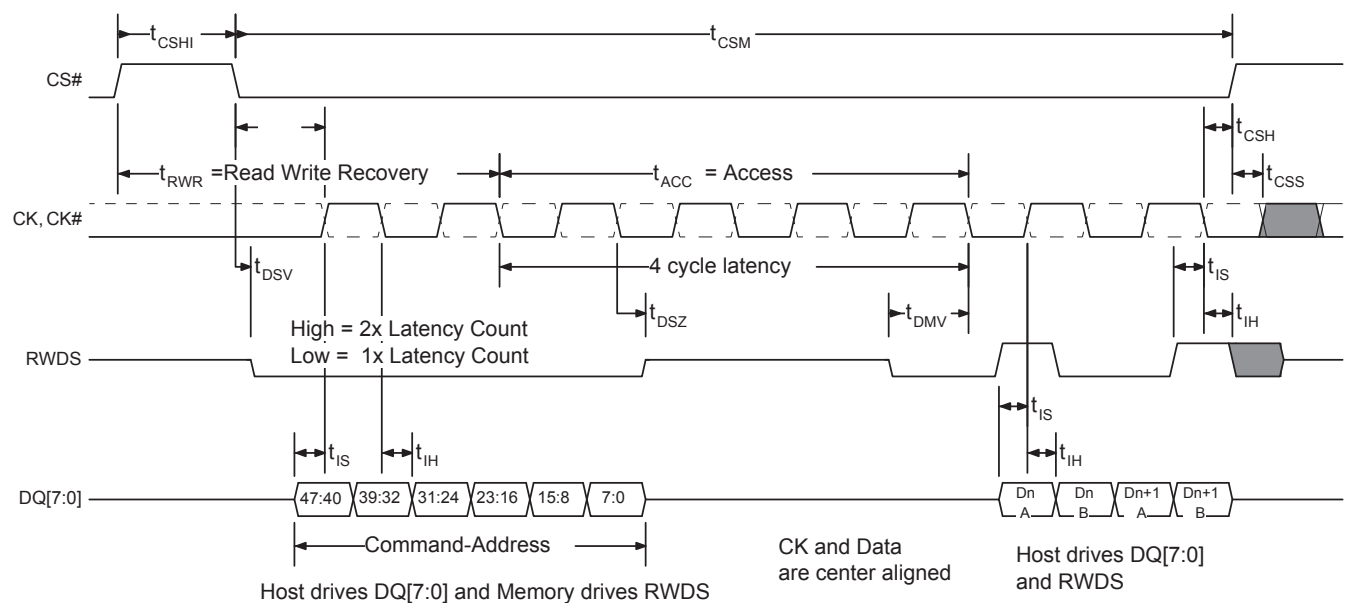 tCSHI
tCSM
CS#
tCSH
tRWR =Read Write Recovery
tACC = Access
tCSS
CK, CK#
tDSV
4 cycle latency
tIS
tDSZ
tDMV
tIH
High = 2x Latency Count
Low = 1x Latency Count
RWDS
tIS
tIS
tIH
tIH
DQ[7:0]
47:40 39:32 31:24 23:16 15:8 7:0
Dn A Dn B Dn+1 A Dn+1 B
Command-Address
CK and Data
are center aligned
Host drives DQ[7:0]
and RWDS
Host drives DQ[7:0] and Memory drives RWDS